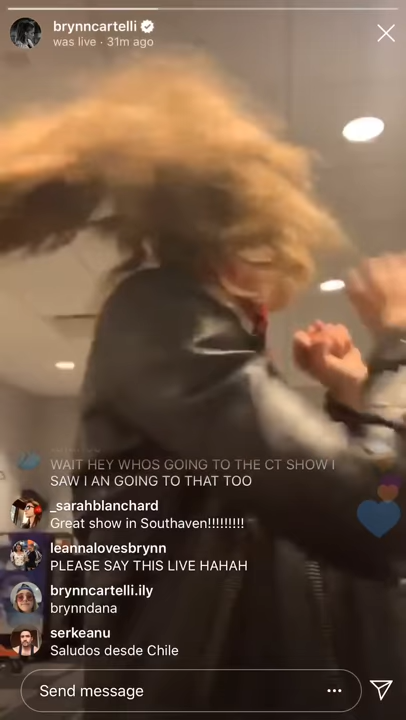 brynncartelli
was live · 31m ago
WAIT HEY WHOS GOING TO THE CT SHOW I
SAW I AN GOING TO THAT TOO
_sarahblanchard
Great show in Southaven!!!!!!!!!
leannalovesbrynn
PLEASE SAY THIS LIVE HAHAH
brynncartelli.ily
brynndana
serkeanu
Saludos desde Chile
Send message